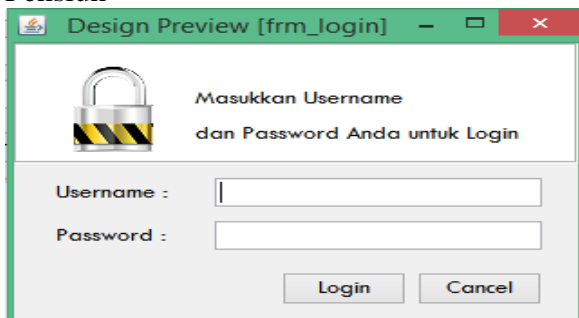 Design Preview [frm_login]
Masukkan Username
dan Password Anda untuk Login
Username :
Password :
Login
Cancel